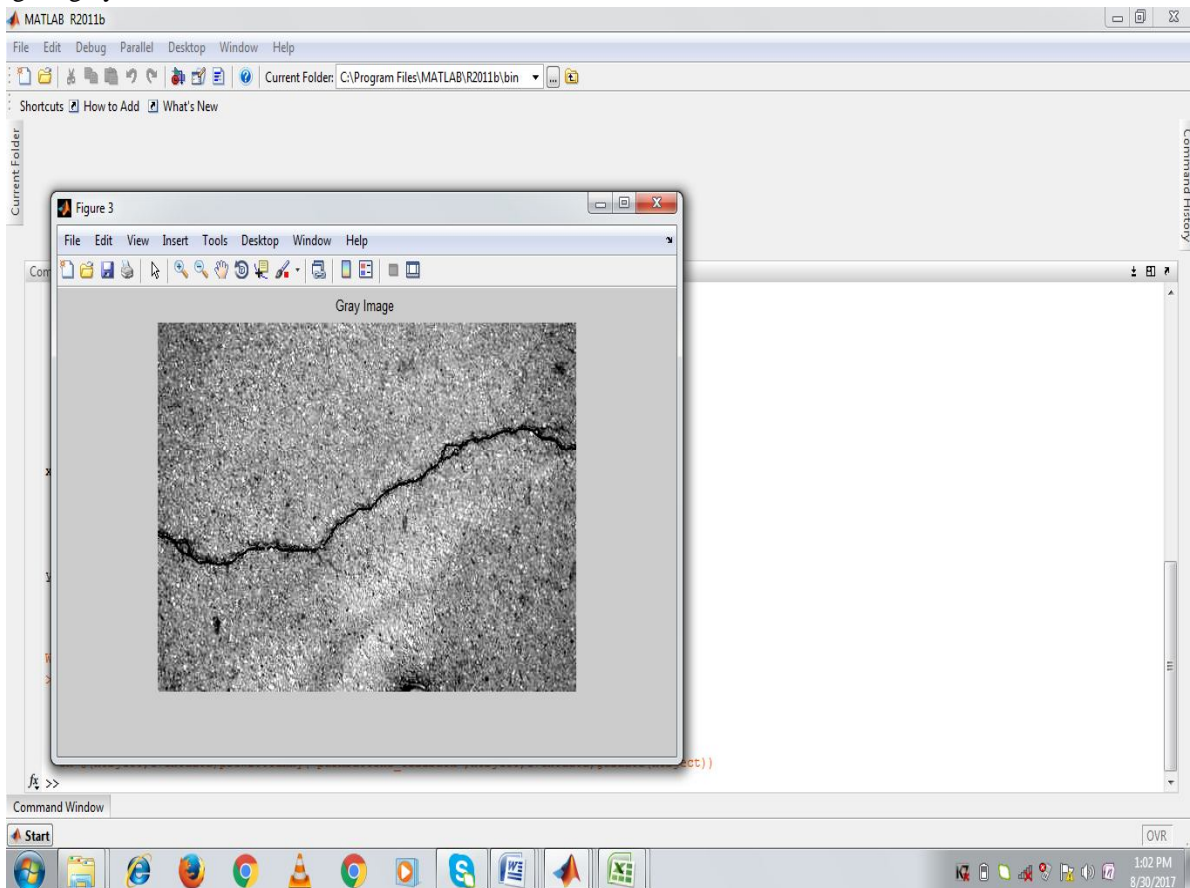 MATLAB R2011b
File Edit Debug Parallel Desktop Window Help
Current Folder: C:\Program Files\MATLAB\R2011b\bin
Shortcuts How to Add What's New
Current Folder
Command History
Figure 3
File Edit View Insert Tools Desktop Window Help
Com
Gray Image
x
y
W
>
ect))
fx >>
Command Window
Start
OVR
1:02 PM
8/30/2017